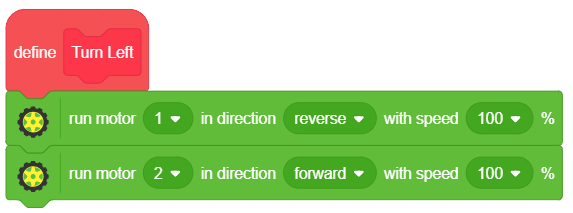 define Turn Left
run motor 1 in direction reverse with speed 100 %
run motor 2 in direction forward with speed 100 %